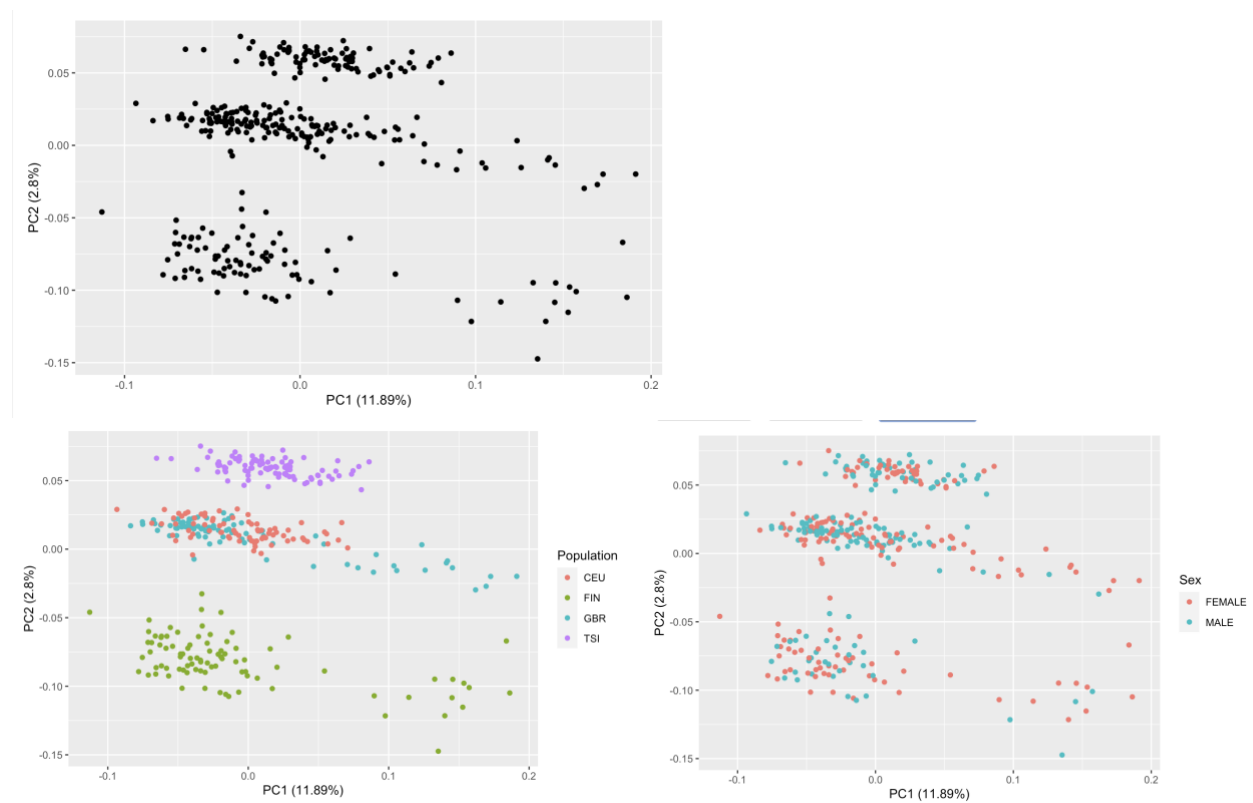 0.05
0.00
-0.05
-0.10
-0.15
PC2 (2.8%)
-0.1
0.0
0.1
0.2
PC1 (11.89%)
0.05
0.00
-0.05
-0.10
-0.15
PC2 (2.8%)
-0.1
0.0
0.1
0.2
PC1 (11.89%)
Population
CEU
FIN
GBR
TSI
0.05
0.00
-0.05
-0.10
-0.15
PC2 (2.8%)
-0.1
0.0
0.1
0.2
PC1 (11.89%)
Sex
FEMALE
MALE